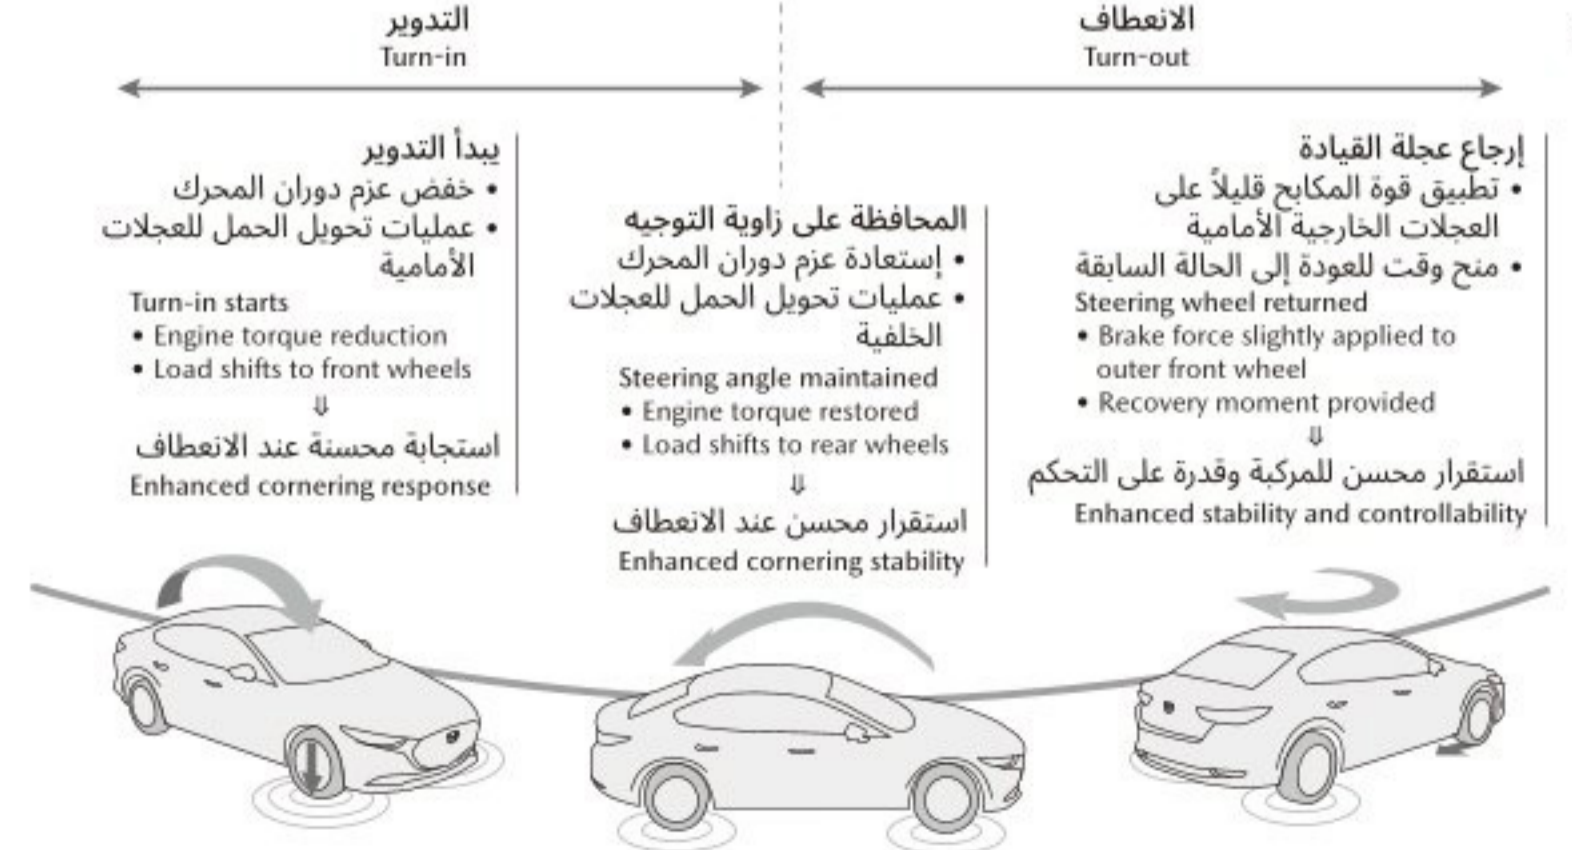 التدوير
Turn-in
الانعطاف
Turn-out
يبدأ التدوير
• خفض عزم دوران المحرك
• عمليات تحويل الحمل للعجلات
الأمامية
Turn-in starts
• Engine torque reduction
• Load shifts to front wheels
⇓
استجابة محسنة عند الانعطاف
Enhanced cornering response
المحافظة على زاوية التوجيه
• إستعادة عزم دوران المحرك
• عمليات تحويل الحمل للعجلات
الخلفية
Steering angle maintained
• Engine torque restored
• Load shifts to rear wheels
⇓
استقرار محسن عند الانعطاف
Enhanced cornering stability
إرجاع عجلة القيادة
• تطبيق قوة المكابح قليلاً على
العجلات الخارجية الأمامية
• منح وقت للعودة إلى الحالة السابقة
Steering wheel returned
• Brake force slightly applied to
outer front wheel
• Recovery moment provided
⇓
استقرار محسن للمركبة وقدرة على التحكم
Enhanced stability and controllability